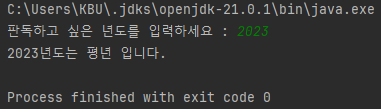 C:\Users\KBU\.jdks\openjdk-21.0.1\bin\java.exe
판독하고 싶은 년도를 입력하세요 : 2023
2023년도는 평년 입니다.
Process finished with exit code 0